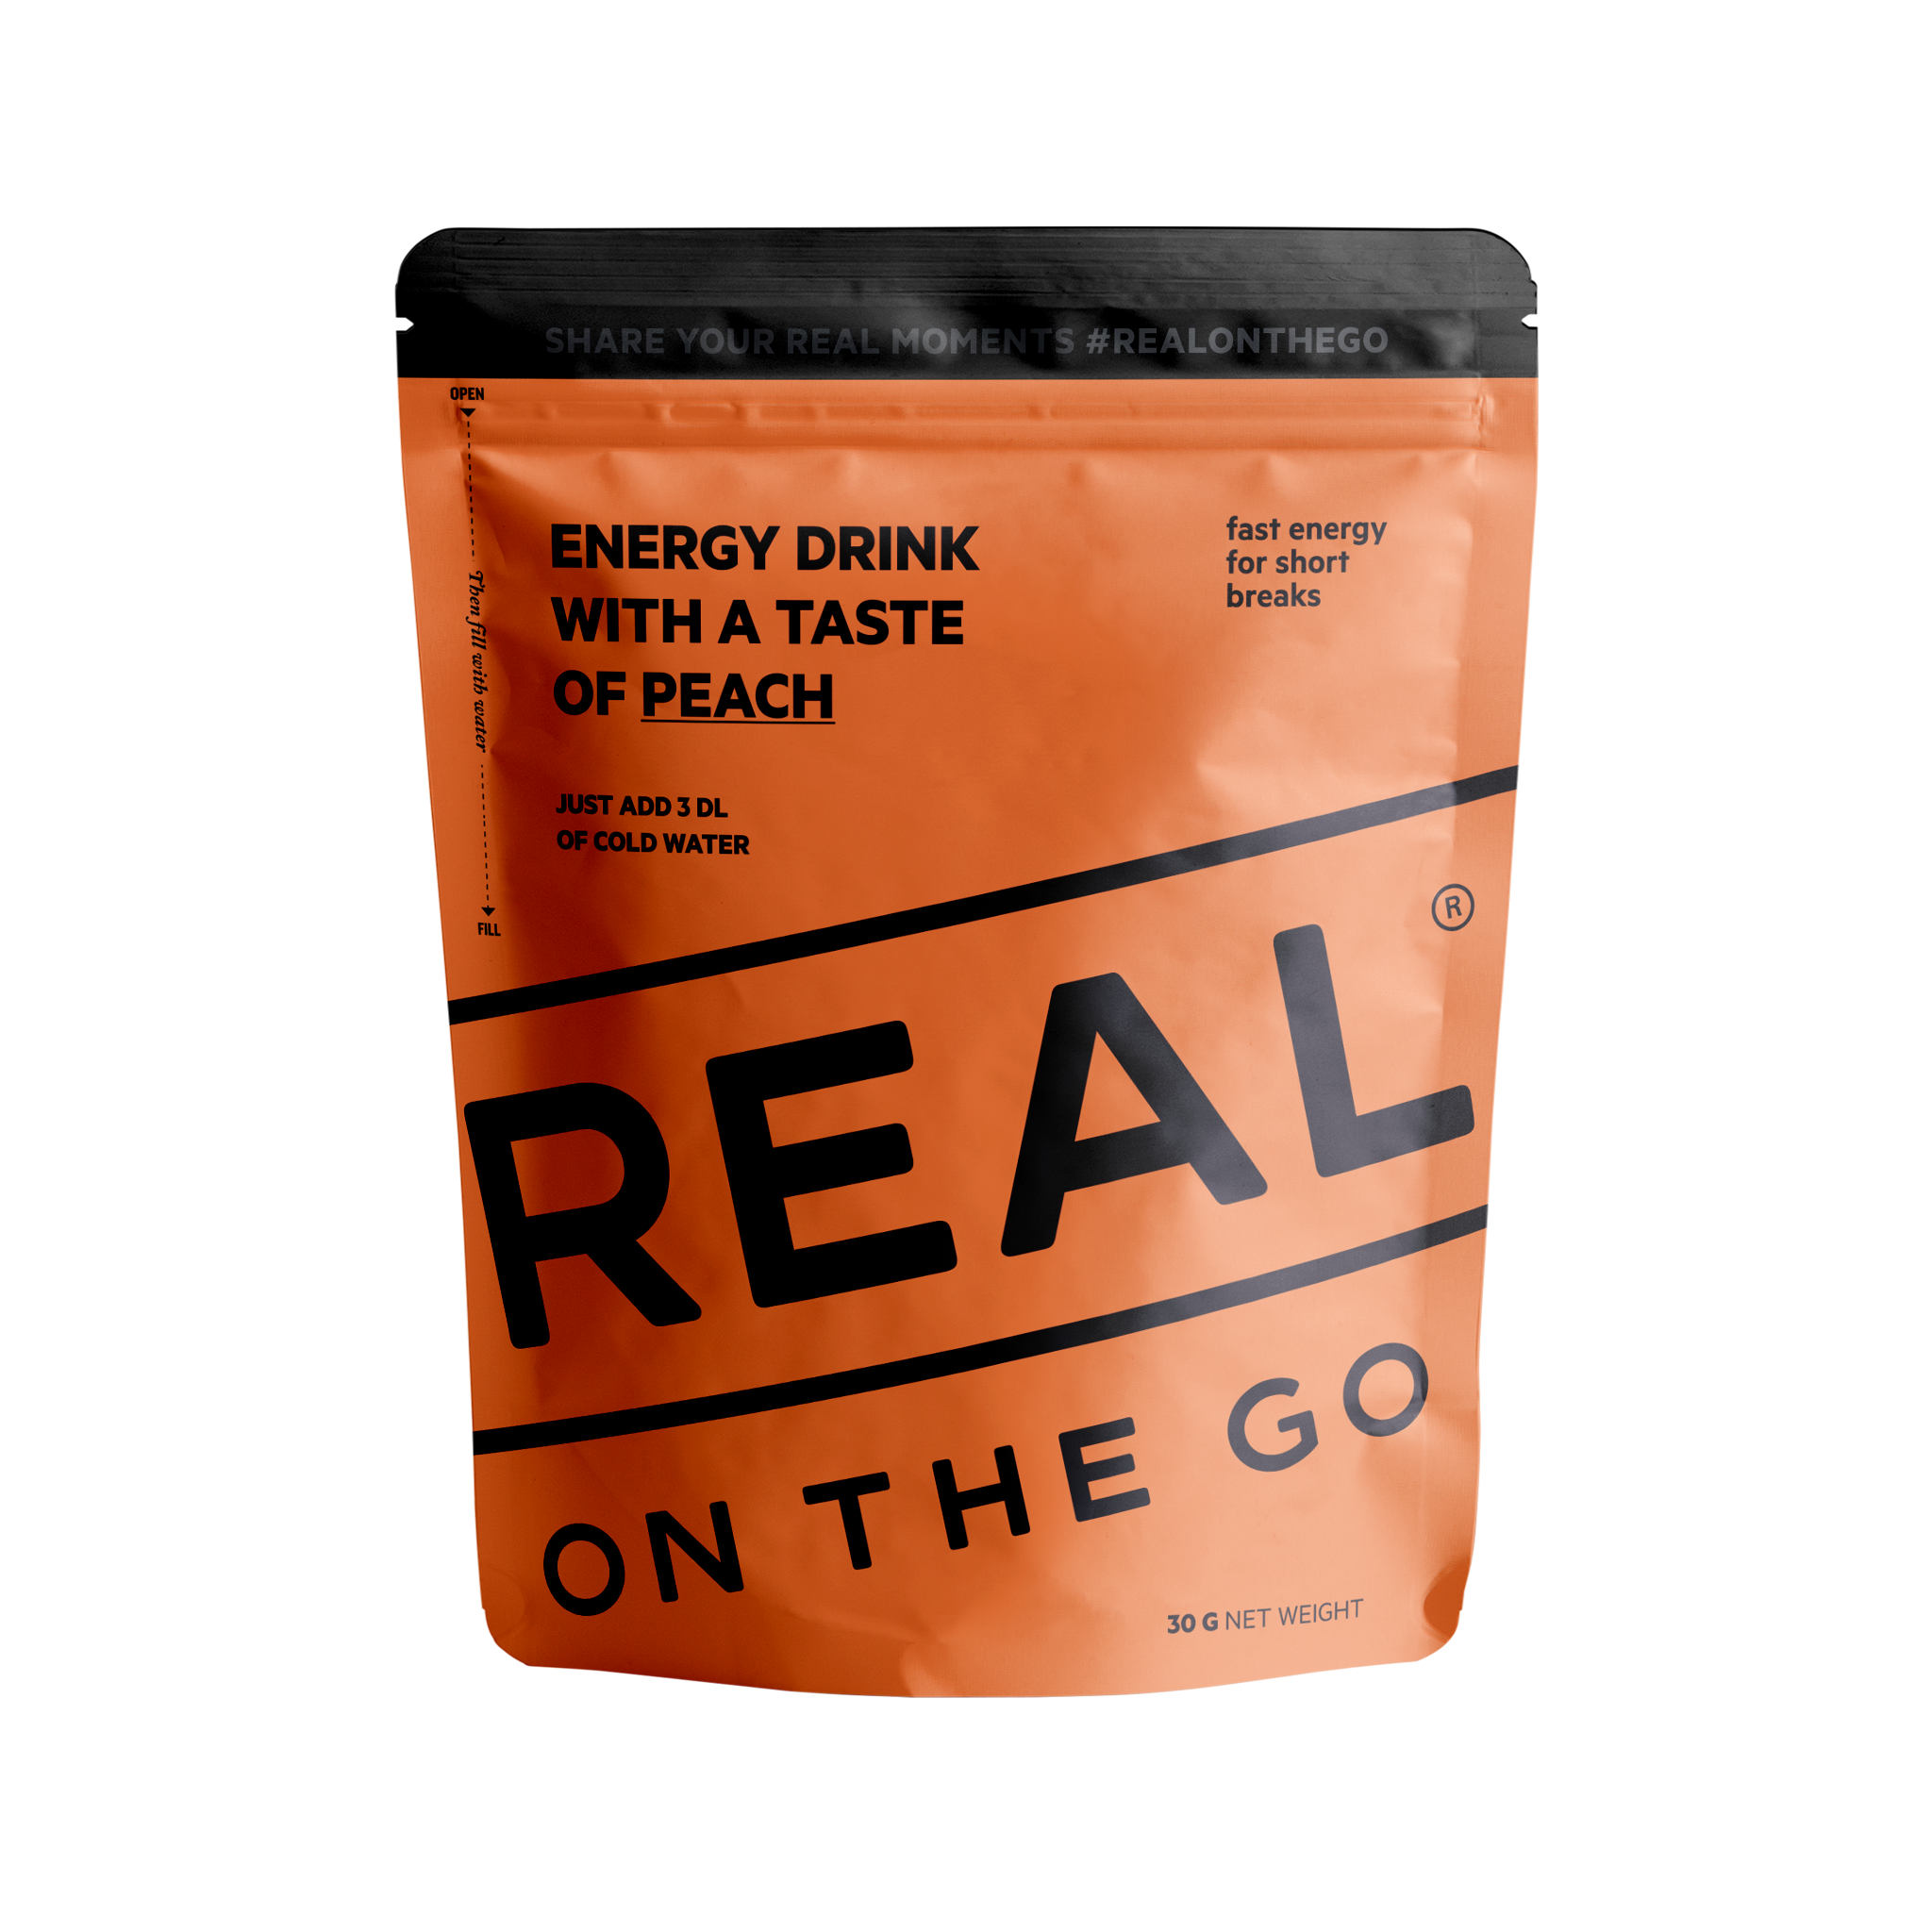 SHARE YOUR REAL MOMENTS #REALONTHEGO
OPEN
Then fill with water
FILL
ENERGY DRINK
WITH A TASTE
OF PEACH
fast energy
for short
breaks
JUST ADD 3 DL
OF COLD WATER
REAL®
ON THE GO
30 G NET WEIGHT